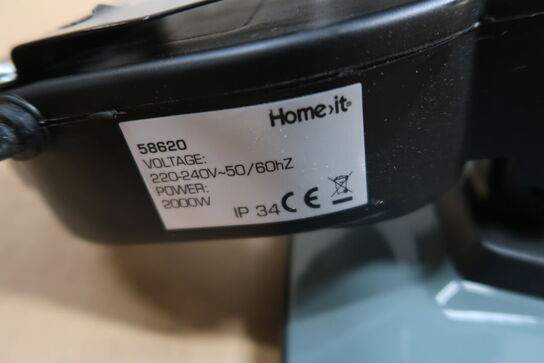 Home›it®
58620
VOLTAGE:
220-240V~50/60hZ
POWER:
2000W
IP 34 CE